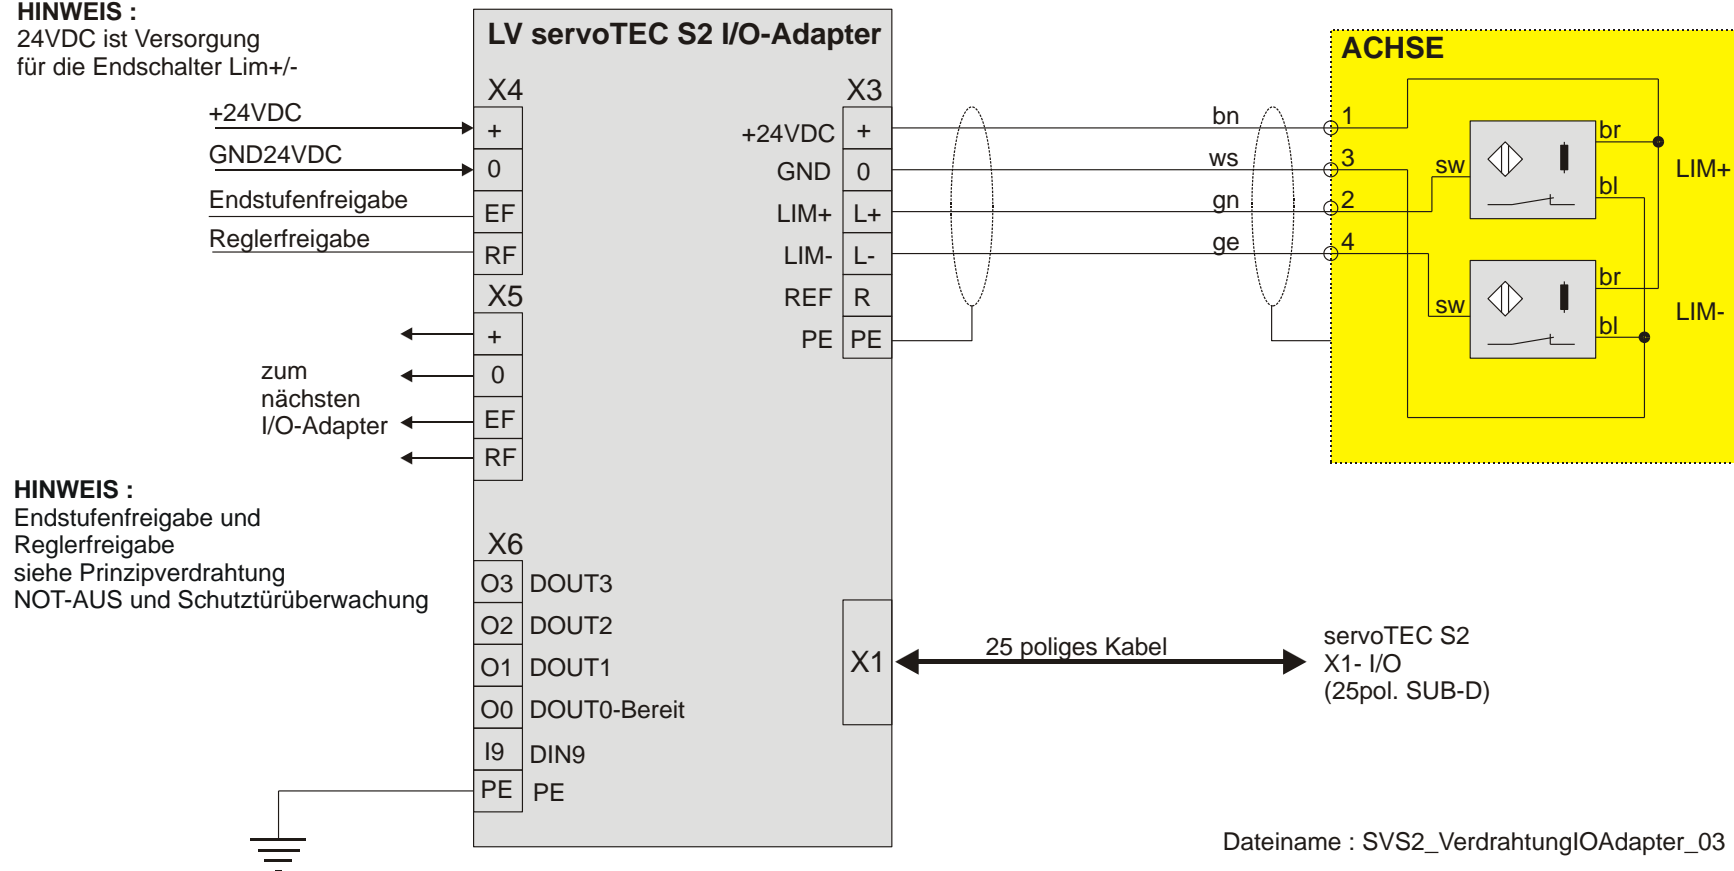 HINWEIS :
24VDC ist Versorgung
für die Endschalter Lim+/-
LV servoTEC S2 I/O-Adapter
ACHSE
X4
+24VDC
+
GND24VDC
0
Endstufenfreigabe
EF
Reglerfreigabe
RF
X3
+24VDC +
GND 0
LIM+ L+
LIM- L-
REF R
PE PE
bn 1
ws 3
gn 2
ge 4
sw
br
bl
LIM+
sw
br
bl
LIM-
X5
+
0
EF
RF
zum
nächsten
I/O-Adapter
HINWEIS :
Endstufenfreigabe und
Reglerfreigabe
siehe Prinzipverdrahtung
NOT-AUS und Schutztürüberwachung
X6
O3 DOUT3
O2 DOUT2
O1 DOUT1
O0 DOUT0-Bereit
I9 DIN9
PE PE
X1
25 poliges Kabel
servoTEC S2
X1- I/O
(25pol. SUB-D)
Dateiname : SVS2_VerdrahtungIOAdapter_03